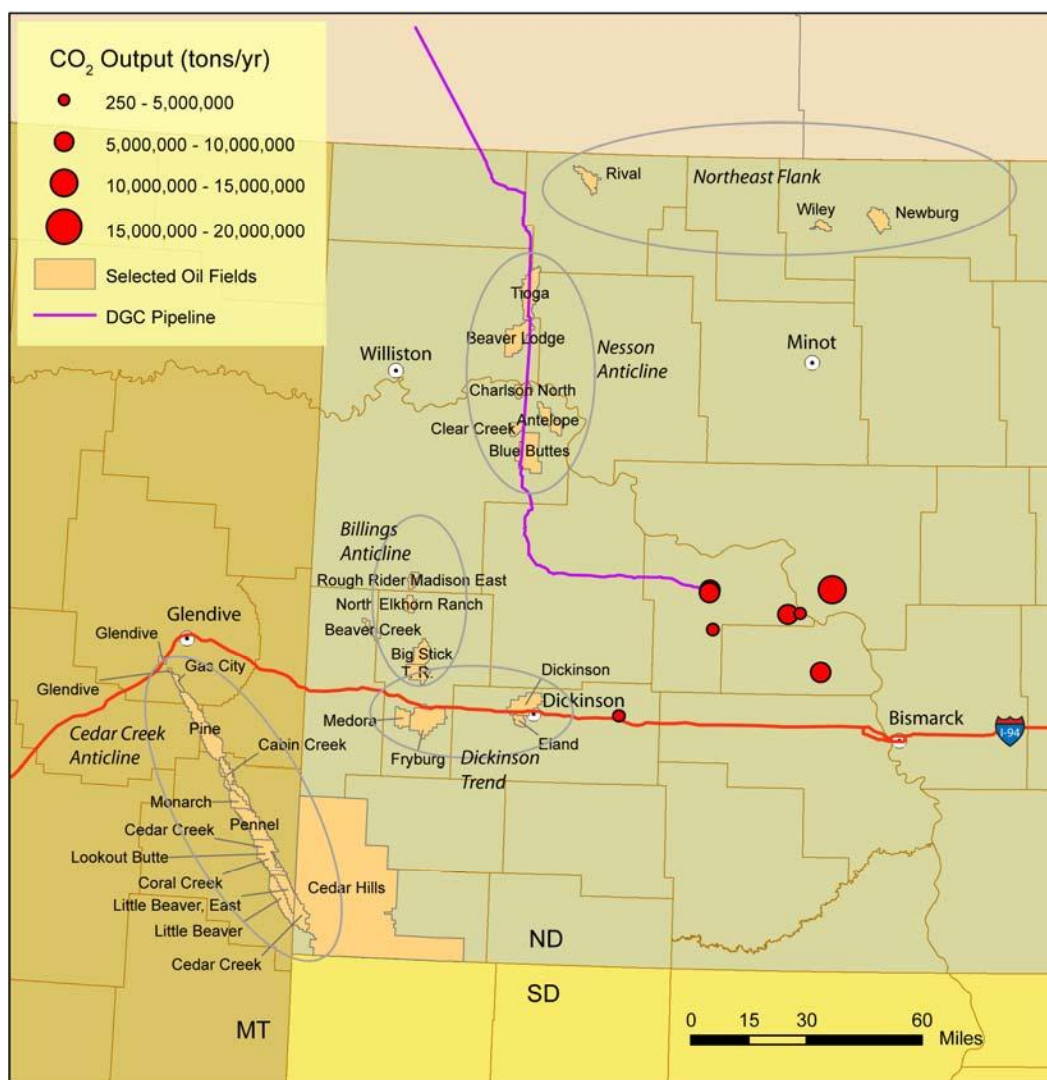 CO2 Output (tons/yr)
250 - 5,000,000
5,000,000 - 10,000,000
10,000,000 - 15,000,000
15,000,000 - 20,000,000
Selected Oil Fields
DGC Pipeline
Rival
Northeast Flank
Wiley
Newburg
Tioga
Beaver Lodge
Williston
Nesson
Anticline
Minot
Charlson North
Antelope
Clear Creek
Blue Buttes
Billings
Anticline
Rough Rider Madison East
North Elkhorn Ranch
Beaver Creek
Big Stick
T. R.
Glendive
Glendive
Gas City
Glendive
Dickinson
Dickinson
Medora
Eland
Fryburg
Dickinson
Trend
Bismarck
I-94
Pine
Cedar Creek
Anticline
Cabin Creek
Monarch
Pennel
Cedar Creek
Lookout Butte
Coral Creek
Little Beaver, East
Little Beaver
Cedar Creek
Cedar Hills
ND
SD
MT
0 15 30 60
Miles